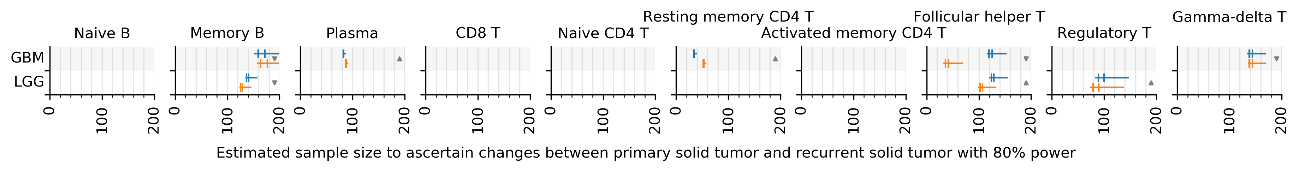 Resting memory CD4 T Follicular helper T Gamma-delta T
Naive B Memory B Plasma CD8 T Naive CD4 T Activated memory CD4 T Regulatory T
GBM
LGG
0 100 200 0 100 200 0 100 200 0 100 200 0 100 200 0 100 200 0 100 200 0 100 200 0 100 200 0 100 200
Estimated sample size to ascertain changes between primary solid tumor and recurrent solid tumor with 80% power